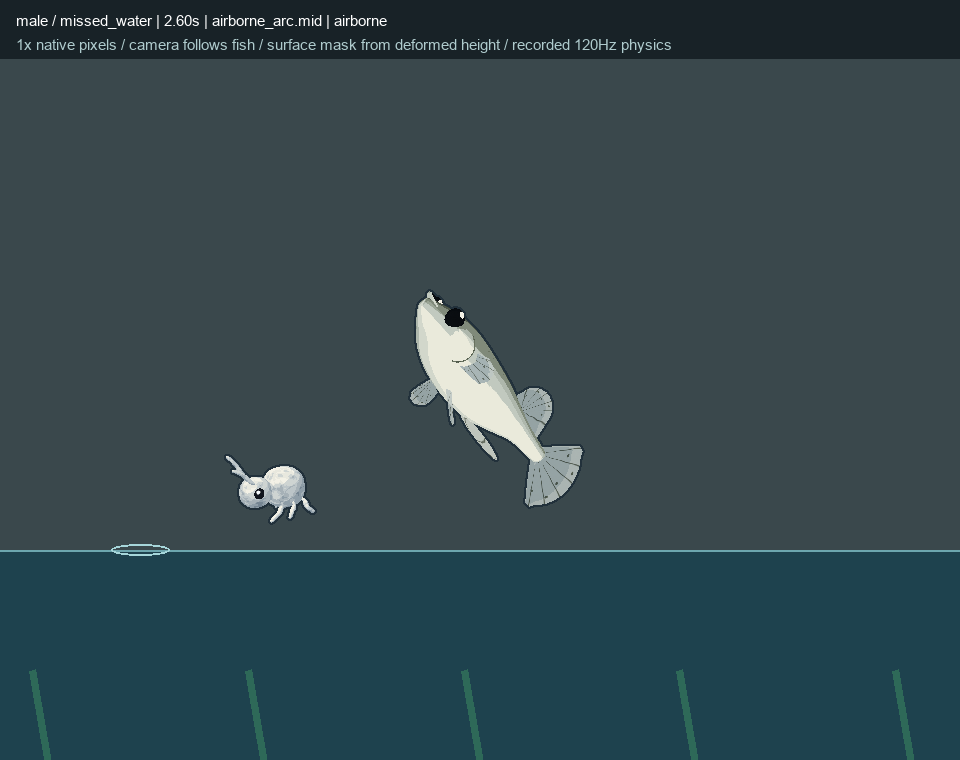 male / missed_water | 2.60s | airborne_arc.mid | airborne
1x native pixels / camera follows fish / surface mask from deformed height / recorded 120Hz physics